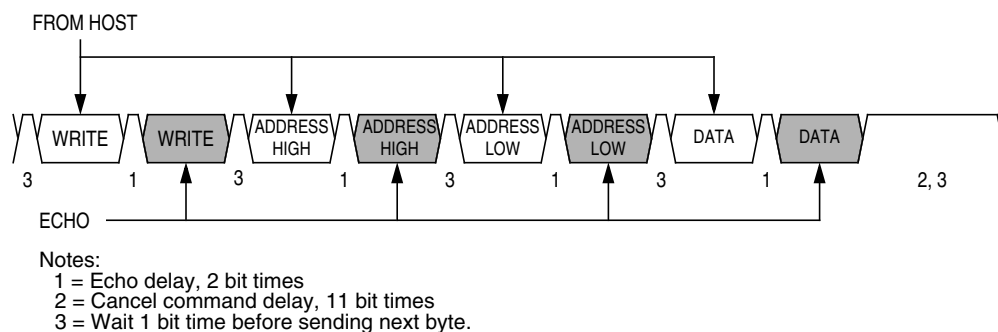 FROM HOST
WRITE WRITE ADDRESS HIGH ADDRESS HIGH ADDRESS LOW ADDRESS LOW DATA DATA
3 1 3 1 3 1 3 1 2, 3
ECHO
Notes:
1 = Echo delay, 2 bit times
2 = Cancel command delay, 11 bit times
3 = Wait 1 bit time before sending next byte.